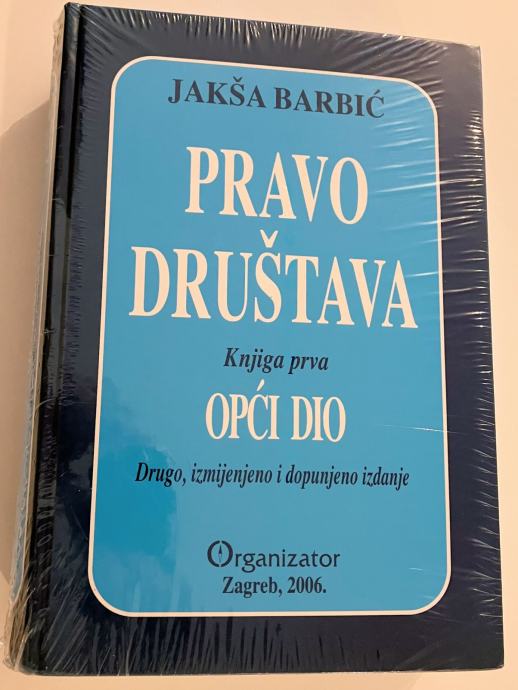 JAKŠA BARBIĆ
PRAVO
DRUŠTAVA
Knjiga prva
OPĆI DIO
Drugo, izmijenjeno i dopunjeno izdanje
Organizator
Zagreb, 2006.